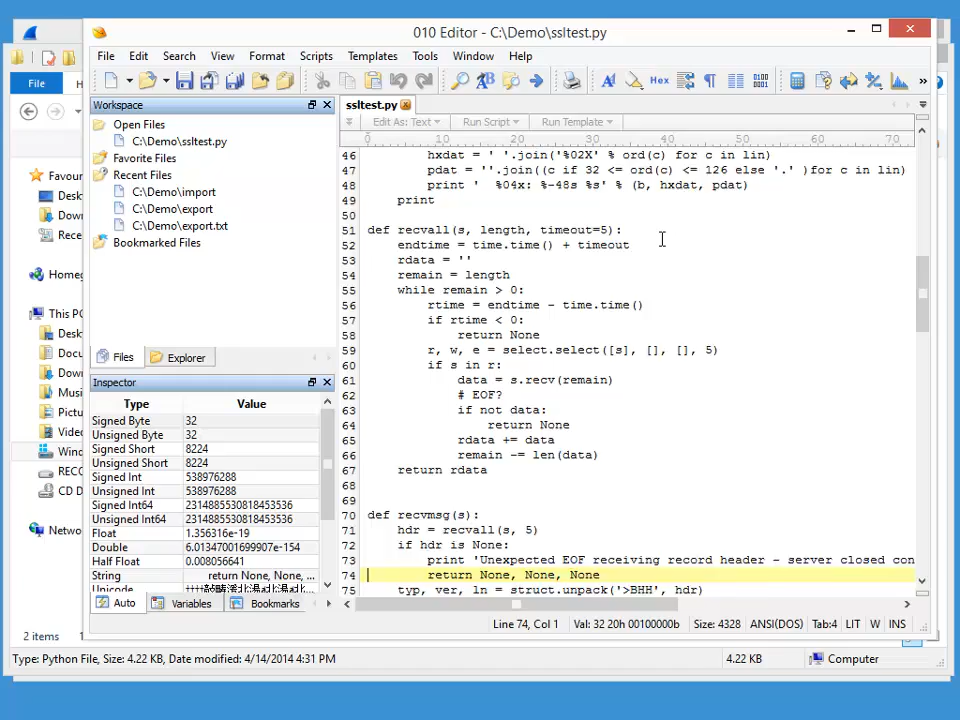 010 Editor - C:\Demo\ssltest.py
File Edit Search View Format Scripts Templates Tools Window Help
Hex
File
Workspace
ssltest.py
Open Files
Edit As: Text Run Script Run Template
C:\Demo\ssltest.py
10 20 30 40 50 60 70
Favorite Files
46 hxdat = ' '.join('%02X' % ord(c) for c in lin)
Recent Files
47 pdat = ''.join((c if 32 <= ord(c) <= 126 else '.' )for c in lin)
C:\Demo\import
48 print ' %04x: %-48s %s' % (b, hxdat, pdat)
C:\Demo\export
49 print
C:\Demo\export.txt
50
Bookmarked Files
51 def recvall(s, length, timeout=5):
52 endtime = time.time() + timeout
53 rdata = ''
54 remain = length
55 while remain > 0:
56 rtime = endtime - time.time()
57 if rtime < 0:
58 return None
59 r, w, e = select.select([s], [], [], 5)
60 if s in r:
61 data = s.recv(remain)
62 # EOF?
63 if not data:
64 return None
65 rdata += data
66 remain -= len(data)
67 return rdata
68
69
70 def recvmsg(s):
71 hdr = recvall(s, 5)
72 if hdr is None:
73 print 'Unexpected EOF receiving record header - server closed con
74 return None, None, None
75 typ, ver, ln = struct.unpack('>BHH', hdr)
Files Explorer
Inspector
Type Value
Signed Byte 32
Unsigned Byte 32
Signed Short 8224
Unsigned Short 8224
Signed Int 538976288
Unsigned Int 538976288
Signed Int64 2314885530818453536
Unsigned Int64 2314885530818453536
Float 1.356316e-19
Double 6.01347001699907e-154
Half Float 0.008056641
String return None, None, ...
Unicode
Auto Variables Bookmarks
Line 74, Col 1 Val: 32 20h 00100000b Size: 4328 ANSI(DOS) Tab:4 LIT W INS
Favou
Desk
Down
Rece
Homeg
This PC
Desk
Docu
Down
Musi
Pictu
Video
Wind
RECO
CD D
Netwo
2 items
Type: Python File, Size: 4.22 KB, Date modified: 4/14/2014 4:31 PM
4.22 KB
Computer